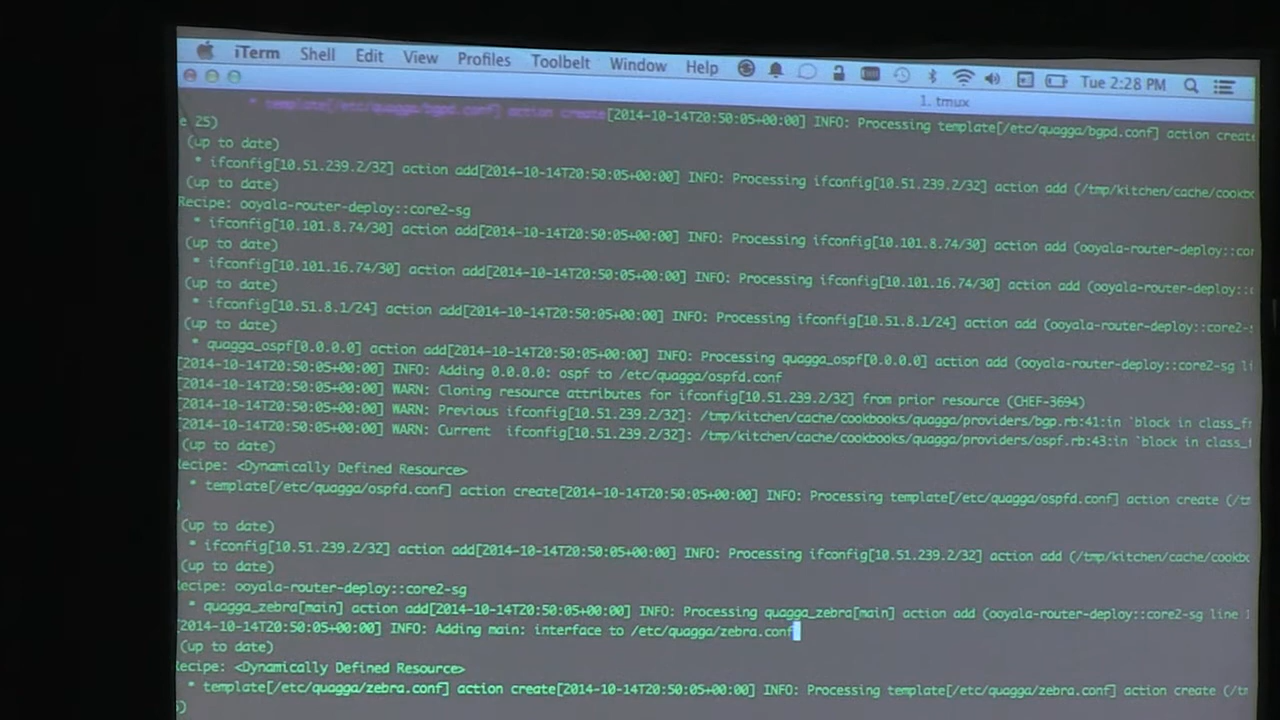 iTerm Shell Edit View Profiles Toolbelt Window Help Tue 2:28 PM
1. tmux
* template[/etc/quagga/bgpd.conf] action create[2014-10-14T20:50:05+00:00] INFO: Processing template[/etc/quagga/bgpd.conf] action create
e 25)
(up to date)
* ifconfig[10.51.239.2/32] action add[2014-10-14T20:50:05+00:00] INFO: Processing ifconfig[10.51.239.2/32] action add (/tmp/kitchen/cache/cookb
(up to date)
Recipe: ooyala-router-deploy::core2-sg
* ifconfig[10.101.8.74/30] action add[2014-10-14T20:50:05+00:00] INFO: Processing ifconfig[10.101.8.74/30] action add (ooyala-router-deploy::cor
(up to date)
* ifconfig[10.101.16.74/30] action add[2014-10-14T20:50:05+00:00] INFO: Processing ifconfig[10.101.16.74/30] action add (ooyala-router-deploy::
(up to date)
* ifconfig[10.51.8.1/24] action add[2014-10-14T20:50:05+00:00] INFO: Processing ifconfig[10.51.8.1/24] action add (ooyala-router-deploy::core2-
(up to date)
* quagga_ospf[0.0.0.0] action add[2014-10-14T20:50:05+00:00] INFO: Processing quagga_ospf[0.0.0.0] action add (ooyala-router-deploy::core2-sg li
[2014-10-14T20:50:05+00:00] INFO: Adding 0.0.0.0: ospf to /etc/quagga/ospfd.conf
[2014-10-14T20:50:05+00:00] WARN: Cloning resource attributes for ifconfig[10.51.239.2/32] from prior resource (CHEF-3694)
[2014-10-14T20:50:05+00:00] WARN: Previous ifconfig[10.51.239.2/32]: /tmp/kitchen/cache/cookbooks/quagga/providers/bgp.rb:41:in `block in class_fr
[2014-10-14T20:50:05+00:00] WARN: Current ifconfig[10.51.239.2/32]: /tmp/kitchen/cache/cookbooks/quagga/providers/ospf.rb:43:in `block in class_f
(up to date)
Recipe: <Dynamically Defined Resource>
* template[/etc/quagga/ospfd.conf] action create[2014-10-14T20:50:05+00:00] INFO: Processing template[/etc/quagga/ospfd.conf] action create (/t
)
(up to date)
* ifconfig[10.51.239.2/32] action add[2014-10-14T20:50:05+00:00] INFO: Processing ifconfig[10.51.239.2/32] action add (/tmp/kitchen/cache/cookb
(up to date)
Recipe: ooyala-router-deploy::core2-sg
* quagga_zebra[main] action add[2014-10-14T20:50:05+00:00] INFO: Processing quagga_zebra[main] action add (ooyala-router-deploy::core2-sg line
[2014-10-14T20:50:05+00:00] INFO: Adding main: interface to /etc/quagga/zebra.conf
(up to date)
Recipe: <Dynamically Defined Resource>
* template[/etc/quagga/zebra.conf] action create[2014-10-14T20:50:05+00:00] INFO: Processing template[/etc/quagga/zebra.conf] action create (/t
)